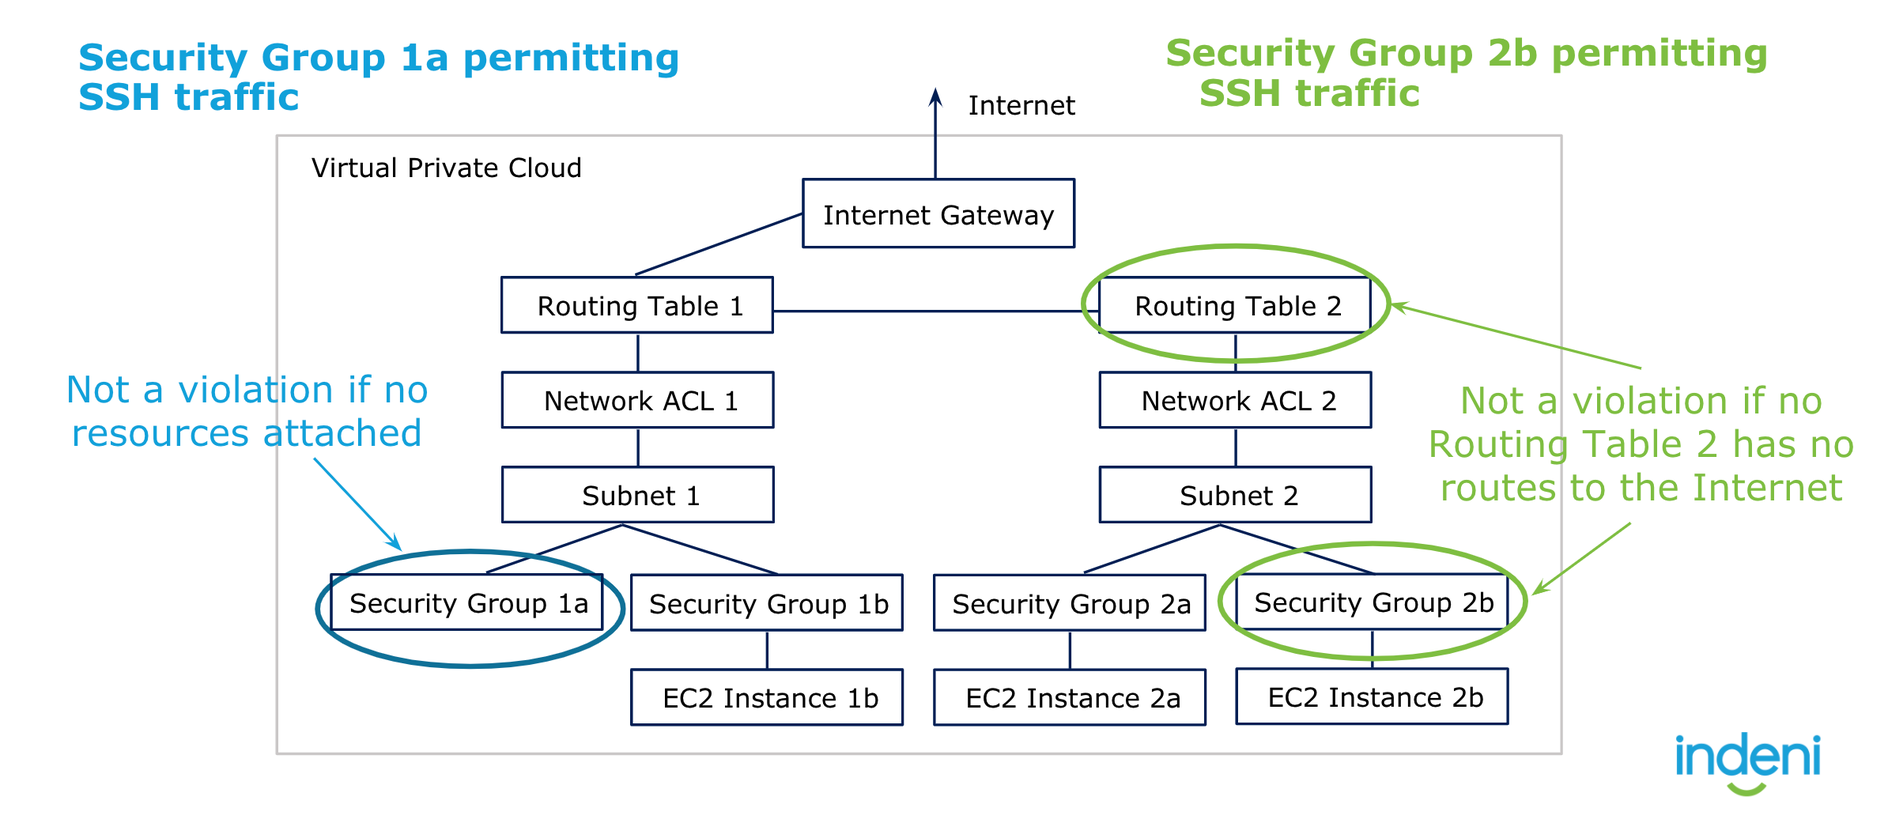 Security Group 1a permitting
SSH traffic
Security Group 2b permitting
SSH traffic
Internet
Virtual Private Cloud
Internet Gateway
Routing Table 1
Routing Table 2
Not a violation if no
resources attached
Network ACL 1
Network ACL 2
Not a violation if no
Routing Table 2 has no
routes to the Internet
Subnet 1
Subnet 2
Security Group 1a
Security Group 1b
Security Group 2a
Security Group 2b
EC2 Instance 1b
EC2 Instance 2a
EC2 Instance 2b
indeni